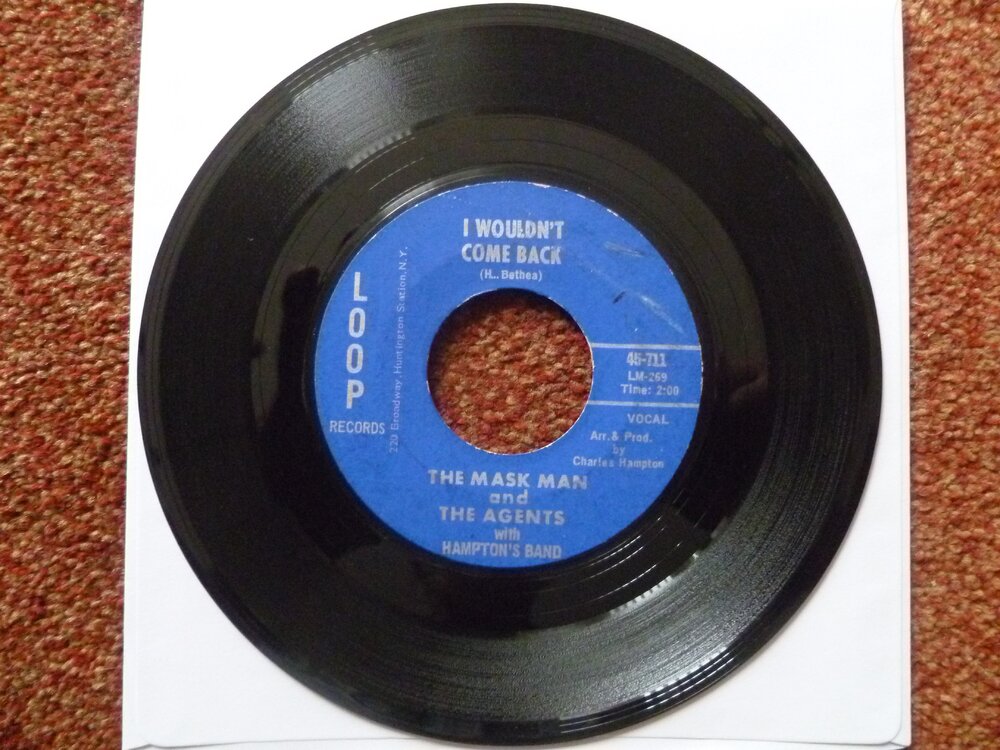 I WOULDN'T
COME BACK
(H.. Bethea)
LOOP
RECORDS
220 Broadway, Huntington Station, N.Y.
45-711
LM-269
Time: 2:00
VOCAL
Arr. & Prod.
by
Charles Hampton
THE MASK MAN
and
THE AGENTS
with
HAMPTON'S BAND